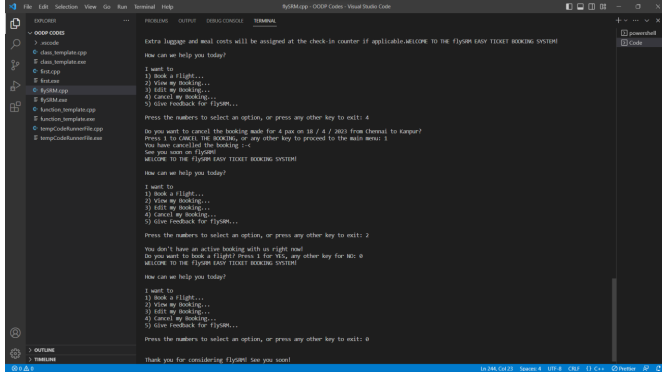 File Edit Selection View Go Run Terminal Help
flySRM.cpp - OODP Codes - Visual Studio Code
EXPLORER
OODP CODES
.vscode
class_template.cpp
class_template.exe
first.cpp
first.exe
flySRM.cpp
flySRM.exe
function_template.cpp
function_template.exe
tempCodeRunnerFile.cpp
tempCodeRunnerFile.exe
OUTLINE
TIMELINE
PROBLEMS OUTPUT DEBUG CONSOLE TERMINAL
Extra luggage and meal costs will be assigned at the check-in counter if applicable.WELCOME TO THE flySRM EASY TICKET BOOKING SYSTEM!
How can we help you today?
I want to
1) Book a Flight...
2) View my Booking...
3) Edit my Booking...
4) Cancel my Booking...
5) Give Feedback for flySRM...
Press the numbers to select an option, or press any other key to exit: 4
Do you want to cancel the booking made for 4 pax on 18 / 4 / 2023 from Chennai to Kanpur?
Press 1 to CANCEL THE BOOKING, or any other key to proceed to the main menu: 1
You have cancelled the booking :-<
See you soon on flySRM!
WELCOME TO THE flySRM EASY TICKET BOOKING SYSTEM!
How can we help you today?
I want to
1) Book a Flight...
2) View my Booking...
3) Edit my Booking...
4) Cancel my Booking...
5) Give Feedback for flySRM...
Press the numbers to select an option, or press any other key to exit: 2
You don't have an active booking with us right now!
Do you want to book a flight? Press 1 for YES, any other key for NO: 0
WELCOME TO THE flySRM EASY TICKET BOOKING SYSTEM!
How can we help you today?
I want to
1) Book a Flight...
2) View my Booking...
3) Edit my Booking...
4) Cancel my Booking...
5) Give Feedback for flySRM...
Press the numbers to select an option, or press any other key to exit: 0
Thank you for considering flySRM! See you soon!
powershell
Code
0 0
Ln 244, Col 23 Spaces: 4 UTF-8 CRLF {} C++ Prettier